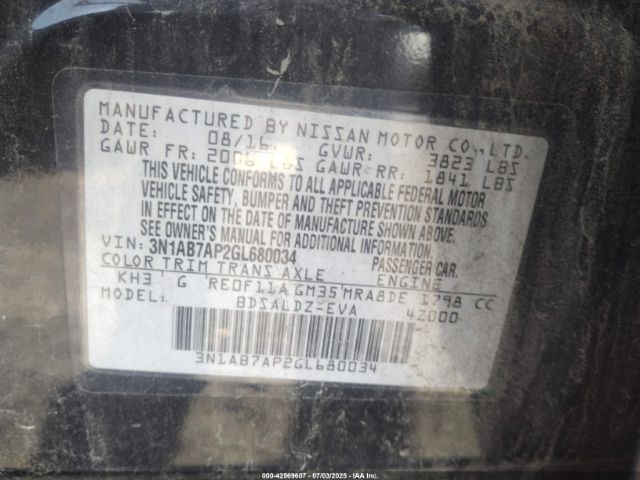 MANUFACTURED BY NISSAN MOTOR CO.,LTD.
DATE: 08/16 GVWR: 3823 LBS
GAWR FR: 2006 LBS GAWR RR: 1841 LBS
THIS VEHICLE CONFORMS TO ALL APPLICABLE FEDERAL MOTOR
VEHICLE SAFETY, BUMPER AND THEFT PREVENTION STANDARDS
IN EFFECT ON THE DATE OF MANUFACTURE SHOWN ABOVE.
SEE OWNER'S MANUAL FOR ADDITIONAL INFORMATION.
VIN: 3N1AB7AP2GL680034 PASSENGER CAR.
COLOR TRIM TRANS AXLE ENGINE
KH3 G RE0F11A GM35 MRA8DE 1798 CC
MODEL: BDSALDZ-EVA 4Z000
3N1AB7AP2GL680034
000-42569607 - 07/03/2025 - IAA Inc.